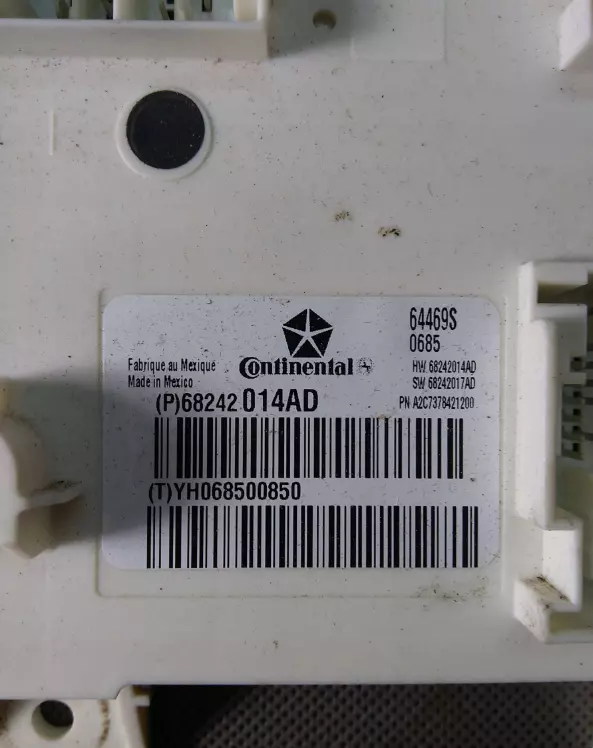 64469S
0685
Fabrique au Mexique
Made in Mexico
Continental
HW 68242014AD
SW 68242017AD
(P)68242 014AD
PN A2C7378421200
(T)YH068500850